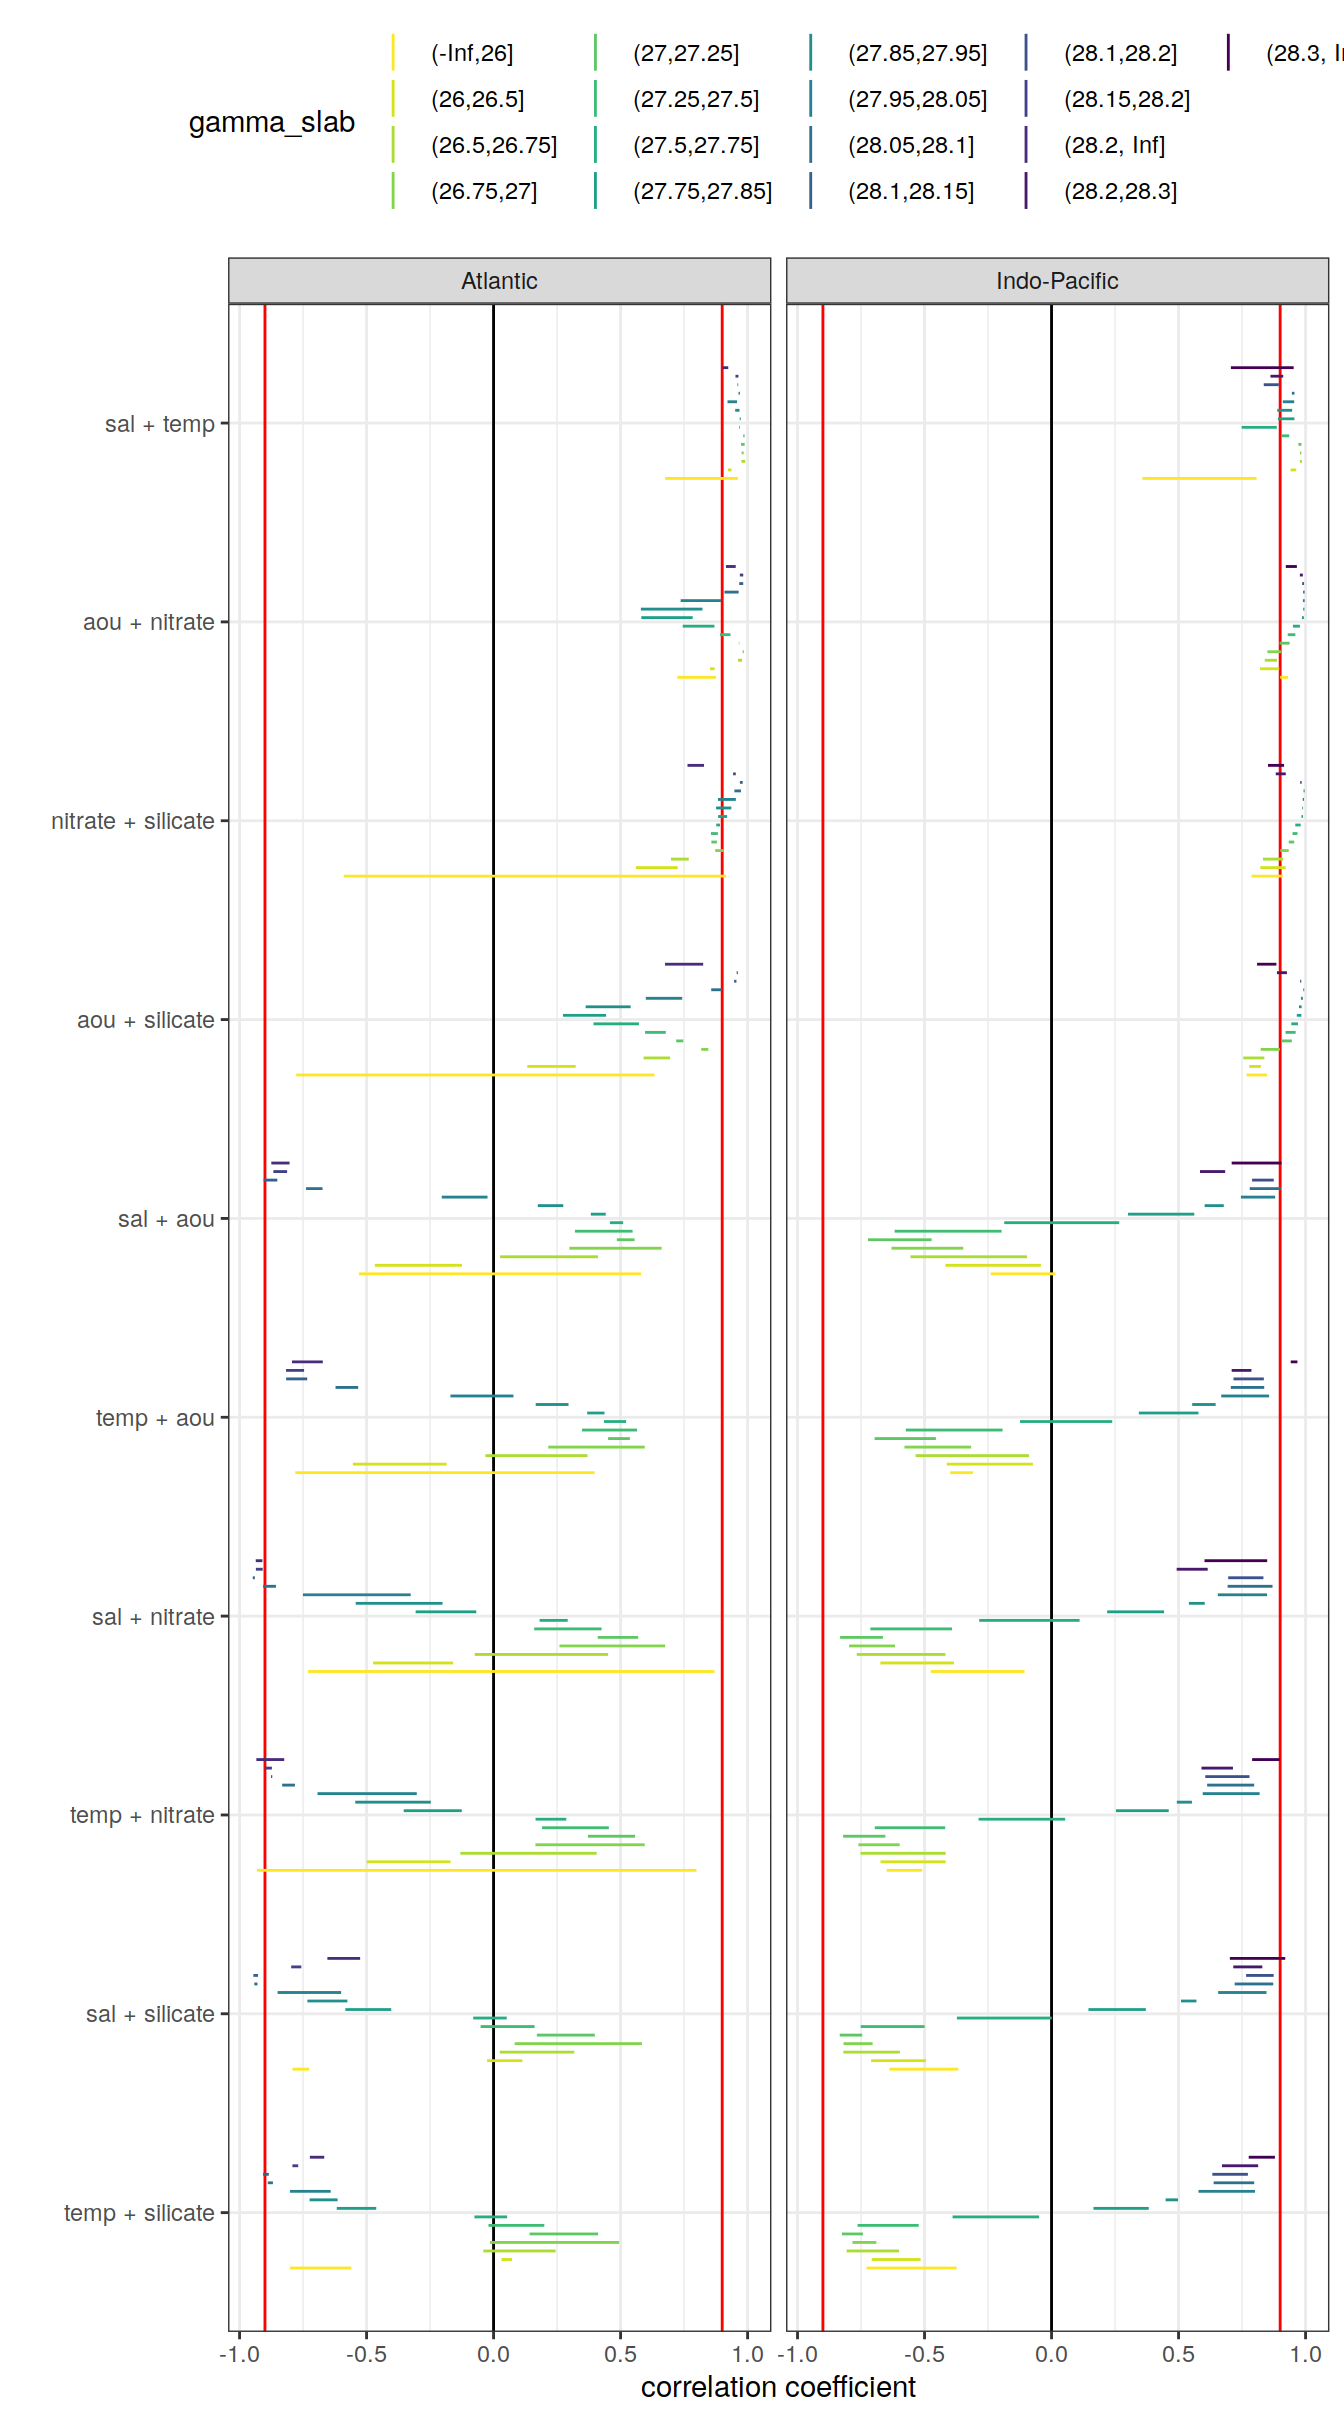 (-Inf,26] (27,27.25] (27.85,27.95] (28.1,28.2] (28.3, I
(26,26.5] (27.25,27.5] (27.95,28.05] (28.15,28.2]
gamma_slab
(26.5,26.75] (27.5,27.75] (28.05,28.1] (28.2, Inf]
(26.75,27] (27.75,27.85] (28.1,28.15] (28.2,28.3]
Atlantic Indo-Pacific
sal + temp
aou + nitrate
nitrate + silicate
aou + silicate
sal + aou
temp + aou
sal + nitrate
temp + nitrate
sal + silicate
temp + silicate
-1.0 -0.5 0.0 0.5 1.0 -1.0 -0.5 0.0 0.5 1.0
correlation coefficient